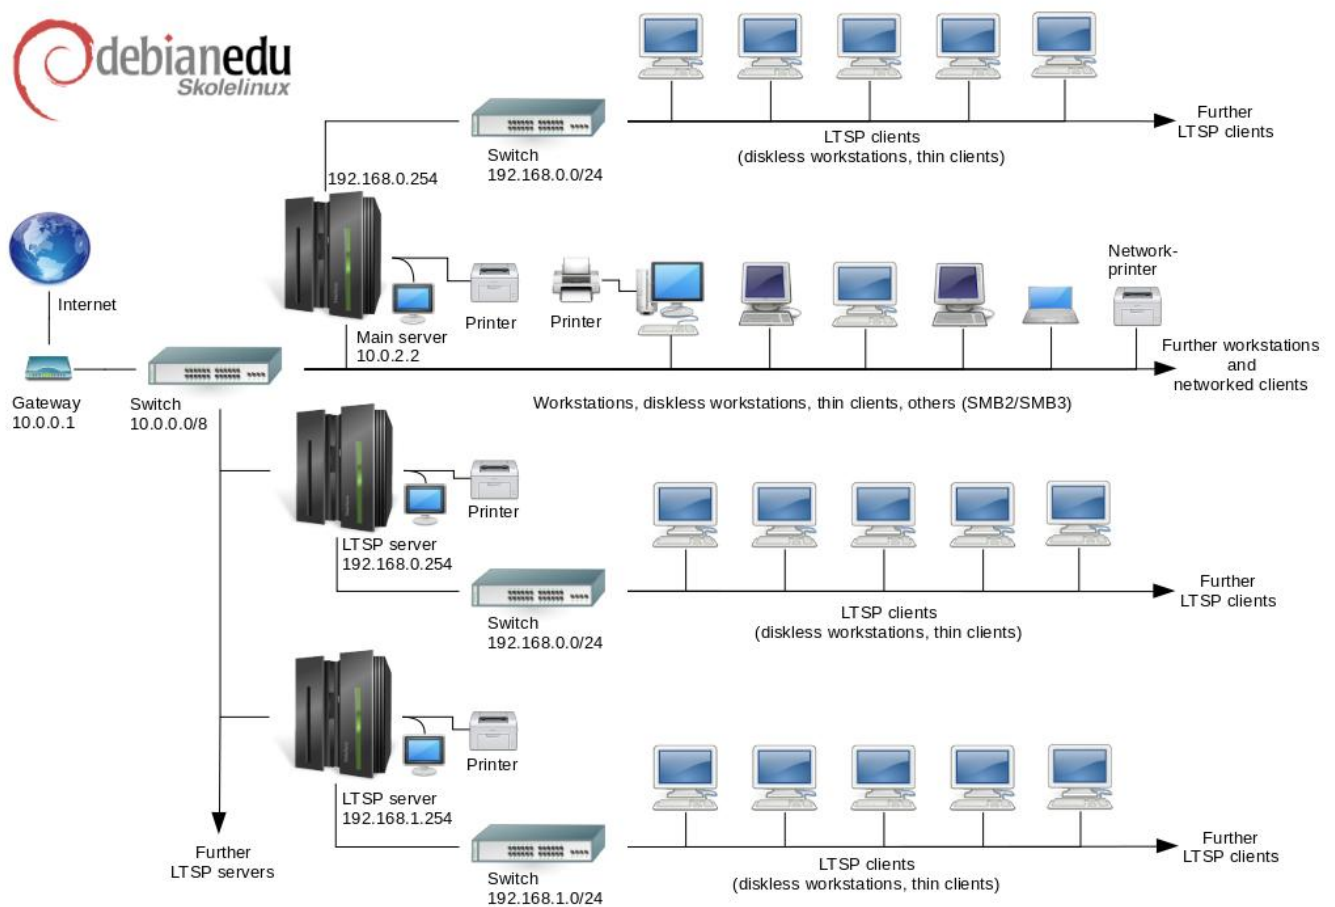 debianedu
Skolelinux
Further
LTSP clients
LTSP clients
(diskless workstations, thin clients)
Switch
192.168.0.0/24
192.168.0.254
Internet
Printer
Printer
Network-
printer
Main server
10.0.2.2
Further workstations
and
networked clients
Gateway
10.0.0.1
Switch
10.0.0.0/8
Workstations, diskless workstations, thin clients, others (SMB2/SMB3)
Printer
LTSP server
192.168.0.254
Switch
192.168.0.0/24
LTSP clients
(diskless workstations, thin clients)
Further
LTSP clients
Printer
LTSP server
192.168.1.254
Further
LTSP servers
Switch
192.168.1.0/24
LTSP clients
(diskless workstations, thin clients)
Further
LTSP clients